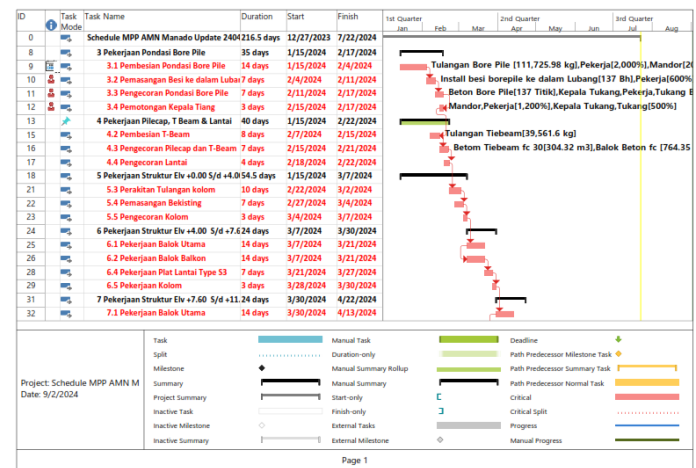 ID Task Mode Task Name Duration Start Finish 1st Quarter 2nd Quarter 3rd Quarter
Jan Feb Mar Apr May Jun Jul Aug
0 Schedule MPP AMN Manado Update 2404 216.5 days 12/27/2023 7/22/2024
8 3 Pekerjaan Pondasi Bore Pile 35 days 1/15/2024 2/17/2024
9 3.1 Pembesian Pondasi Bore Pile 14 days 1/15/2024 2/4/2024 Tulangan Bore Pile [111,725.98 kg],Pekerja[2,000%],Mandor[20
10 3.2 Pemasangan Besi ke dalam Lubar 7 days 2/4/2024 2/11/2024 Install besi borepile ke dalam Lubang[137 Bh],Pekerja[600%
11 3.3 Pengecoran Pondasi Bore Pile 7 days 2/11/2024 2/17/2024 Beton Bore Pile[137 Titik],Kepala Tukang,Pekerja,Tukang B
12 3.4 Pemotongan Kepala Tiang 3 days 2/15/2024 2/17/2024 Mandor,Pekerja[1,200%],Kepala Tukang,Tukang[500%]
13 4 Pekerjaan Pilecap, T Beam & Lantai 40 days 1/15/2024 2/22/2024
15 4.2 Pembesian T-Beam 8 days 2/7/2024 2/15/2024 Tulangan Tiebeam[39,561.6 kg]
16 4.3 Pengecoran Pilecap dan T-Beam 7 days 2/15/2024 2/21/2024 Betom Tiebeam fc 30[304.32 m3],Balok Beton fc [764.35
17 4.4 Pengecoran Lantai 4 days 2/18/2024 2/22/2024
18 5 Pekerjaan Struktur Elv +0.00 S/d +4.0 54.5 days 1/15/2024 3/7/2024
21 5.3 Perakitan Tulangan kolom 10 days 2/22/2024 3/2/2024
22 5.4 Pemasangan Bekisting 7 days 2/27/2024 3/4/2024
23 5.5 Pengecoran Kolom 3 days 3/4/2024 3/7/2024
24 6 Pekerjaan Struktur Elv +4.00 S/d +7.6 24 days 3/7/2024 3/30/2024
25 6.1 Pekerjaan Balok Utama 14 days 3/7/2024 3/21/2024
26 6.2 Pekerjaan Balok Balkon 14 days 3/7/2024 3/21/2024
28 6.4 Pekerjaan Plat Lantai Type S3 7 days 3/21/2024 3/27/2024
29 6.5 Pekerjaan Kolom 3 days 3/28/2024 3/30/2024
31 7 Pekerjaan Struktur Elv +7.60 S/d +11. 24 days 3/30/2024 4/22/2024
32 7.1 Pekerjaan Balok Utama 14 days 3/30/2024 4/13/2024
Project: Schedule MPP AMN M
Date: 9/2/2024
Task Manual Task Deadline
Split Duration-only Path Predecessor Milestone Task
Milestone Manual Summary Rollup Path Predecessor Summary Task
Summary Manual Summary Path Predecessor Normal Task
Project Summary Start-only Critical
Inactive Task Finish-only Critical Split
Inactive Milestone External Tasks Progress
Inactive Summary External Milestone Manual Progress
Page 1